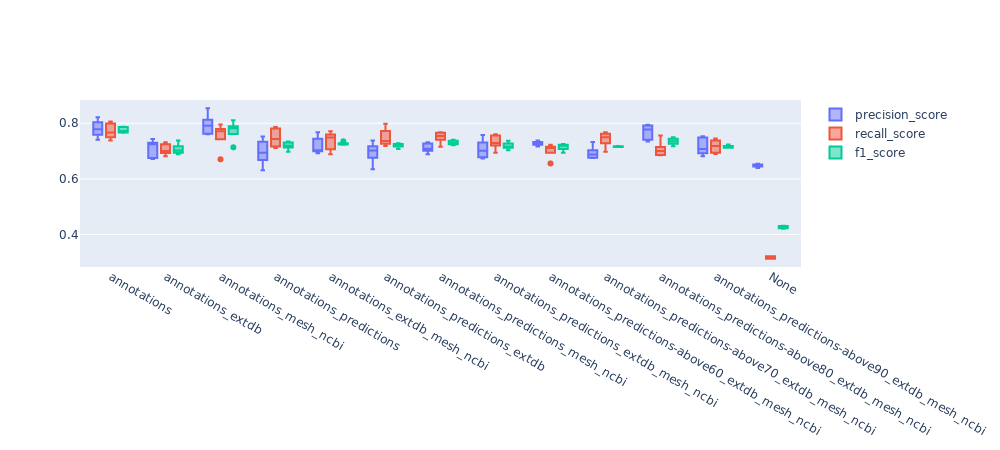 0.8
0.6
0.4
annotations
annotations_extdb
annotations_mesh_ncbi
annotations_predictions
annotations_extdb_mesh_ncbi
annotations_predictions_extdb
annotations_predictions_mesh_ncbi
annotations_predictions_extdb_mesh_ncbi
annotations_predictions-above60_extdb_mesh_ncbi
annotations_predictions-above70_extdb_mesh_ncbi
annotations_predictions-above80_extdb_mesh_ncbi
annotations_predictions-above90_extdb_mesh_ncbi
None
precision_score
recall_score
f1_score